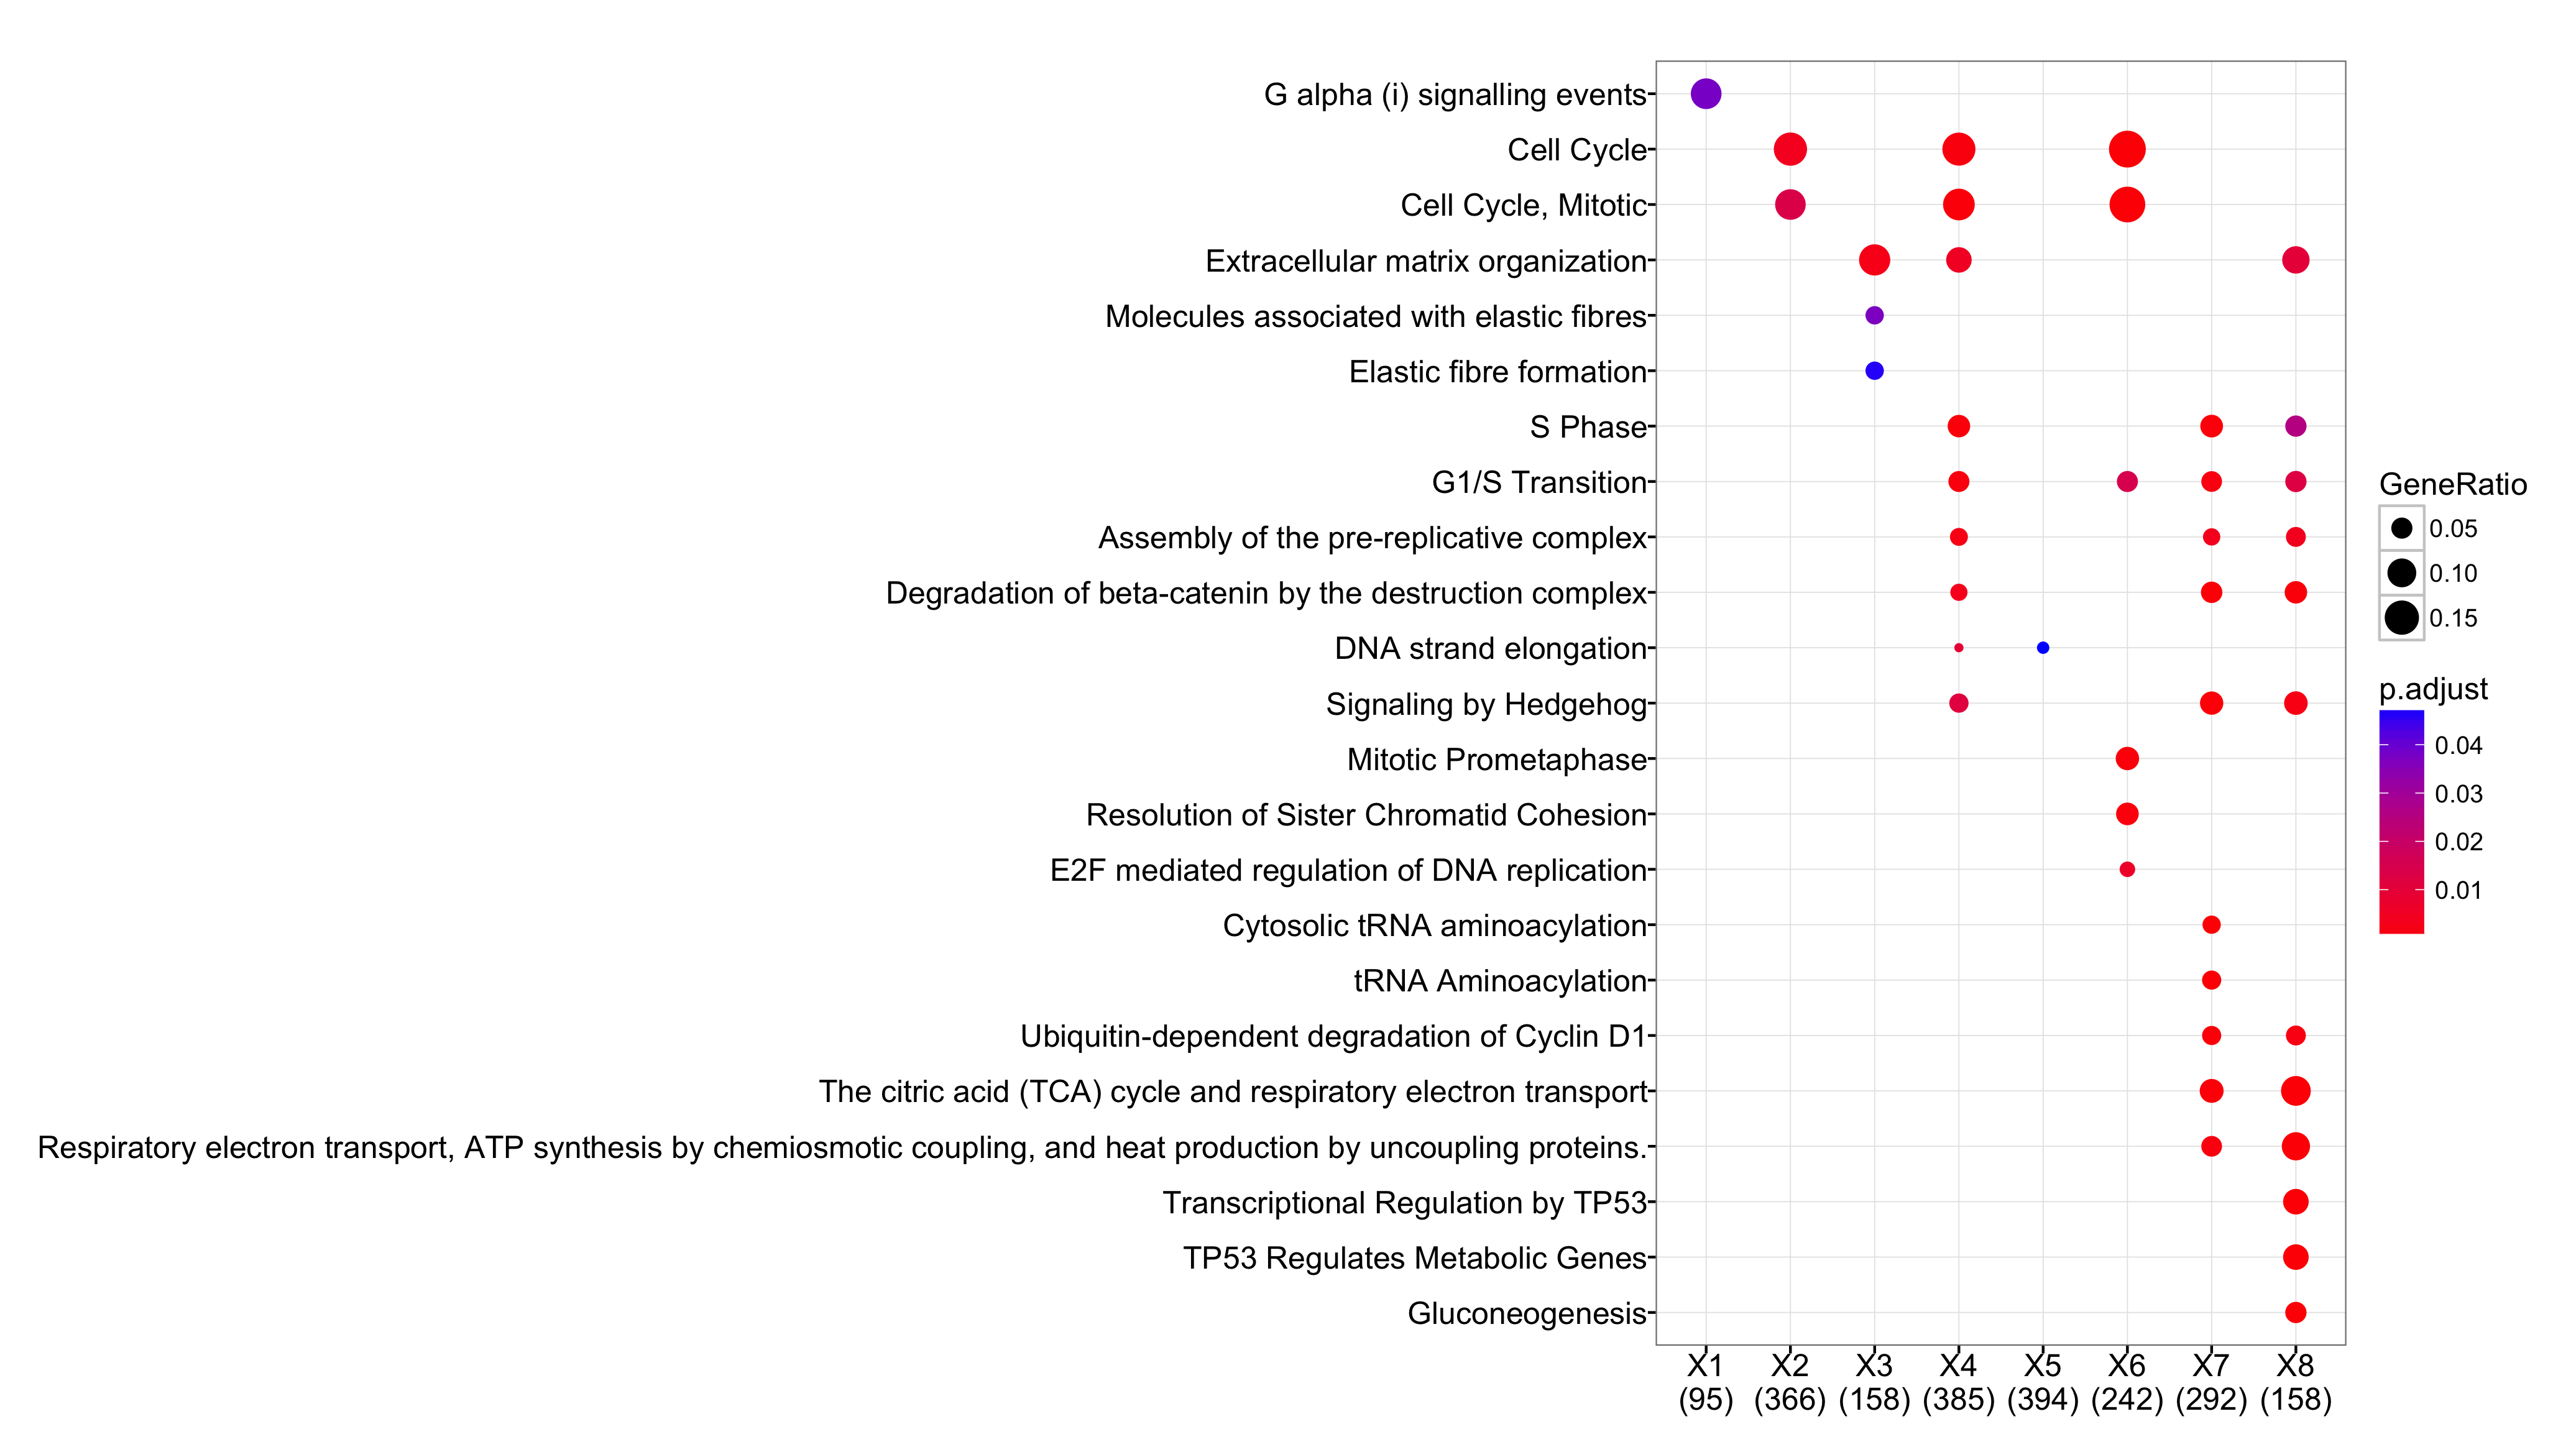 G alpha (i) signalling events
Cell Cycle
Cell Cycle, Mitotic
Extracellular matrix organization
Molecules associated with elastic fibres
Elastic fibre formation
S Phase
G1/S Transition
Assembly of the pre-replicative complex
Degradation of beta-catenin by the destruction complex
DNA strand elongation
Signaling by Hedgehog
Mitotic Prometaphase
Resolution of Sister Chromatid Cohesion
E2F mediated regulation of DNA replication
Cytosolic tRNA aminoacylation
tRNA Aminoacylation
Ubiquitin-dependent degradation of Cyclin D1
The citric acid (TCA) cycle and respiratory electron transport
Respiratory electron transport, ATP synthesis by chemiosmotic coupling, and heat production by uncoupling proteins.
Transcriptional Regulation by TP53
TP53 Regulates Metabolic Genes
Gluconeogenesis
X1 X2 X3 X4 X5 X6 X7 X8
(95) (366) (158) (385) (394) (242) (292) (158)
GeneRatio
0.05
0.10
0.15
p.adjust
0.04
0.03
0.02
0.01